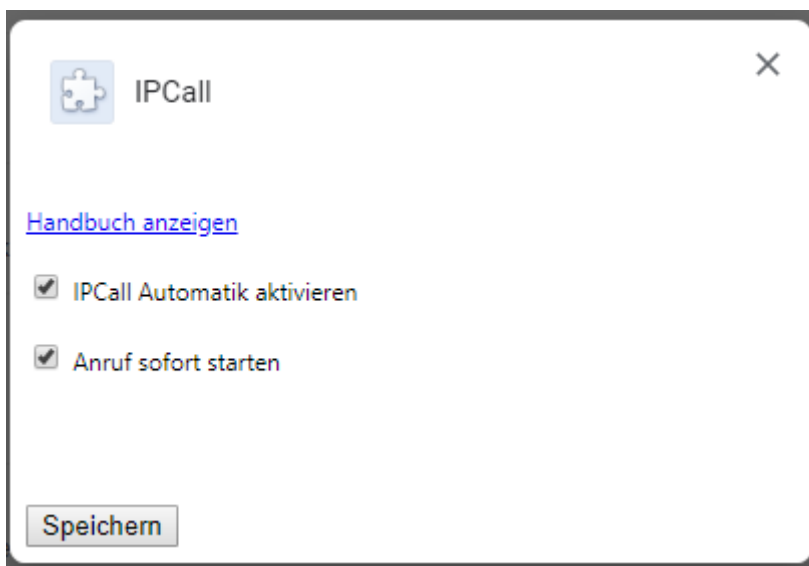 IPCall
Handbuch anzeigen
IPCall Automatik aktivieren
Anruf sofort starten
Speichern